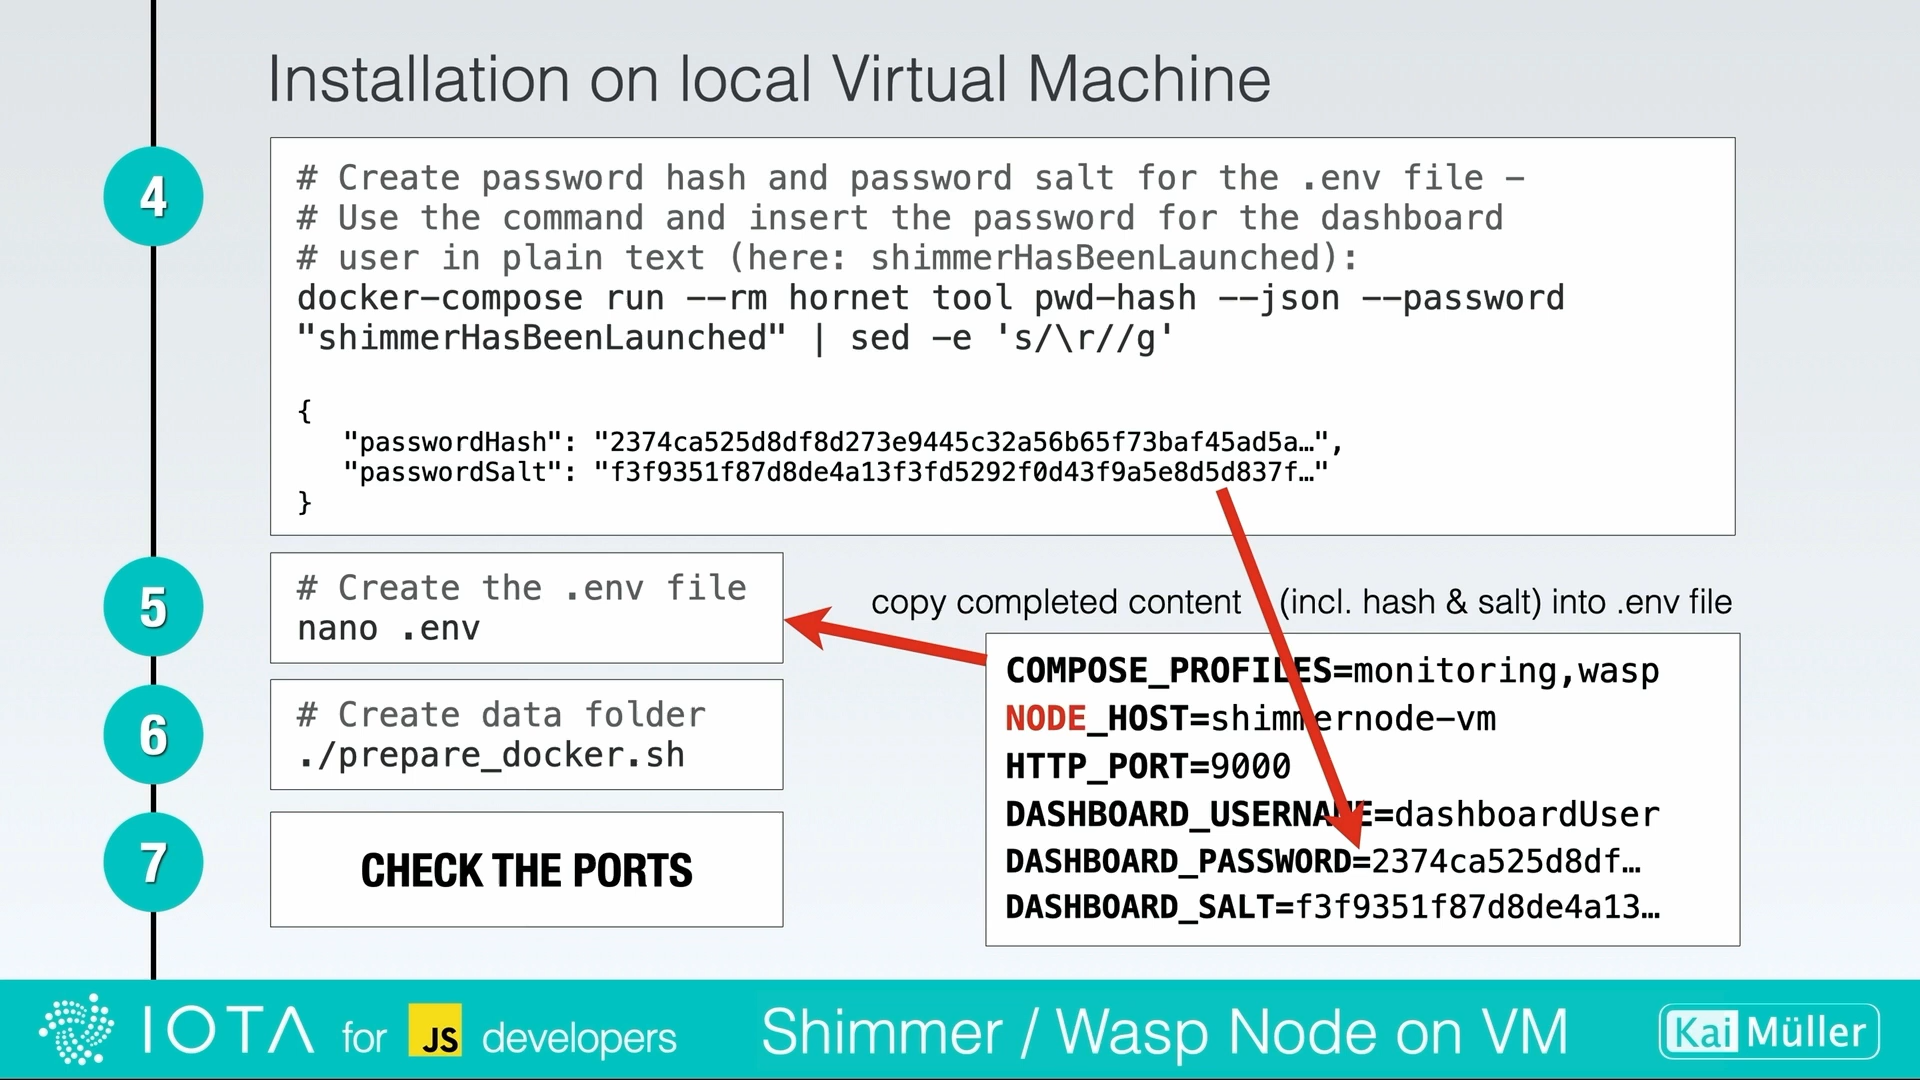 Installation on local Virtual Machine
4
# Create password hash and password salt for the .env file –
# Use the command and insert the password for the dashboard
# user in plain text (here: shimmerHasBeenLaunched):
docker-compose run --rm hornet tool pwd-hash --json --password
"shimmerHasBeenLaunched" | sed -e 's/\r//g'
{
"passwordHash": "2374ca525d8df8d273e9445c32a56b65f73baf45ad5a…",
"passwordSalt": "f3f9351f87d8de4a13f3fd5292f0d43f9a5e8d5d837f…"
}
5
# Create the .env file
nano .env
copy completed content (incl. hash & salt) into .env file
6
# Create data folder
./prepare_docker.sh
7
CHECK THE PORTS
COMPOSE_PROFILES=monitoring,wasp
NODE_HOST=shimmernode-vm
HTTP_PORT=9000
DASHBOARD_USERNAME=dashboardUser
DASHBOARD_PASSWORD=2374ca525d8df…
DASHBOARD_SALT=f3f9351f87d8de4a13…
IOTA for JS developers
Shimmer / Wasp Node on VM
Kai Müller